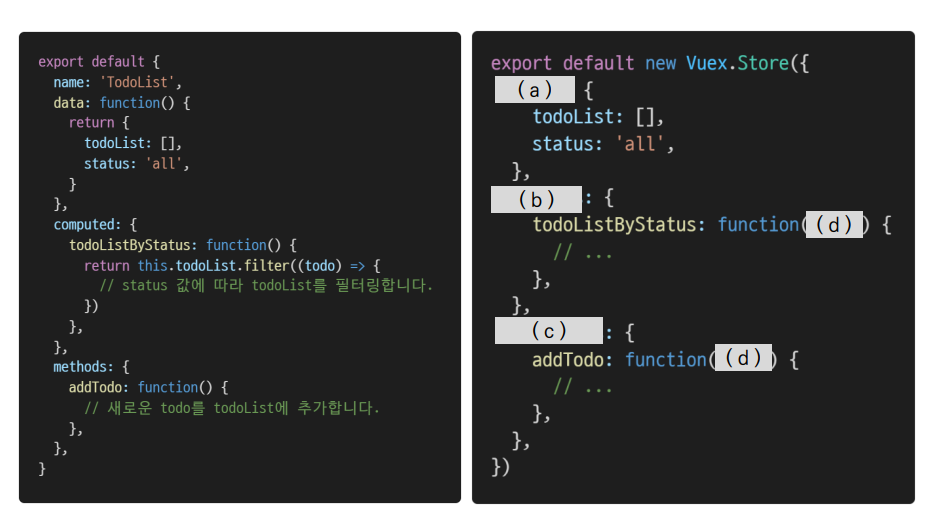 export default {
name: 'TodoList',
data: function() {
return {
todoList: [],
status: 'all',
}
},
computed: {
todoListByStatus: function() {
return this.todoList.filter((todo) => {
// status 값에 따라 todoList를 필터링합니다.
})
},
},
methods: {
addTodo: function() {
// 새로운 todo를 todoList에 추가합니다.
},
},
}
export default new Vuex.Store({
(a) {
todoList: [],
status: 'all',
},
(b) : {
todoListByStatus: function( (d) ) {
// ...
},
},
(c) : {
addTodo: function( (d) ) {
// ...
},
},
})